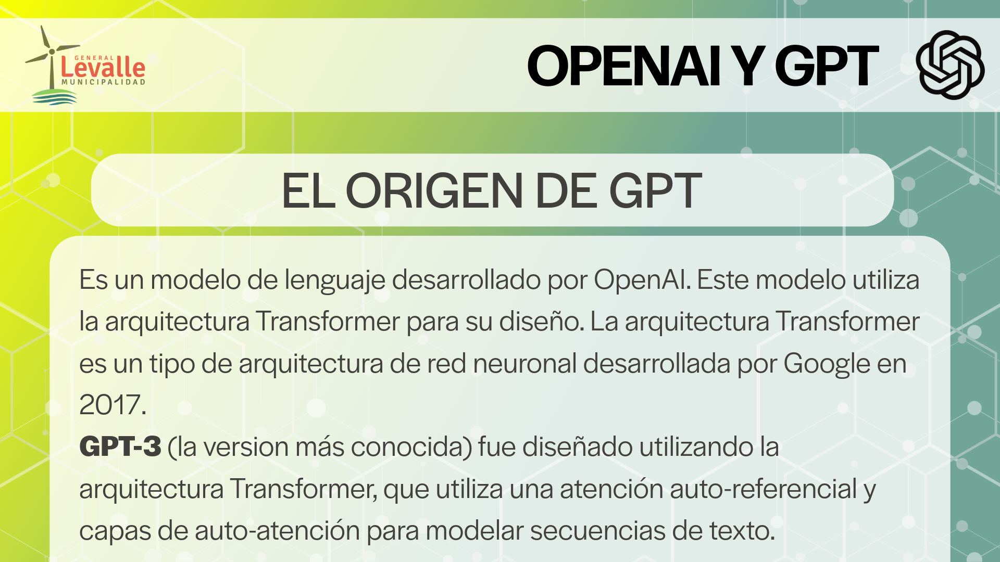 GENERAL
Levalle
MUNICIPALIDAD
OPENAI Y GPT
EL ORIGEN DE GPT
Es un modelo de lenguaje desarrollado por OpenAI. Este modelo utiliza
la arquitectura Transformer para su diseño. La arquitectura Transformer
es un tipo de arquitectura de red neuronal desarrollada por Google en
2017.
GPT-3 (la version más conocida) fue diseñado utilizando la
arquitectura Transformer, que utiliza una atención auto-referencial y
capas de auto-atención para modelar secuencias de texto.